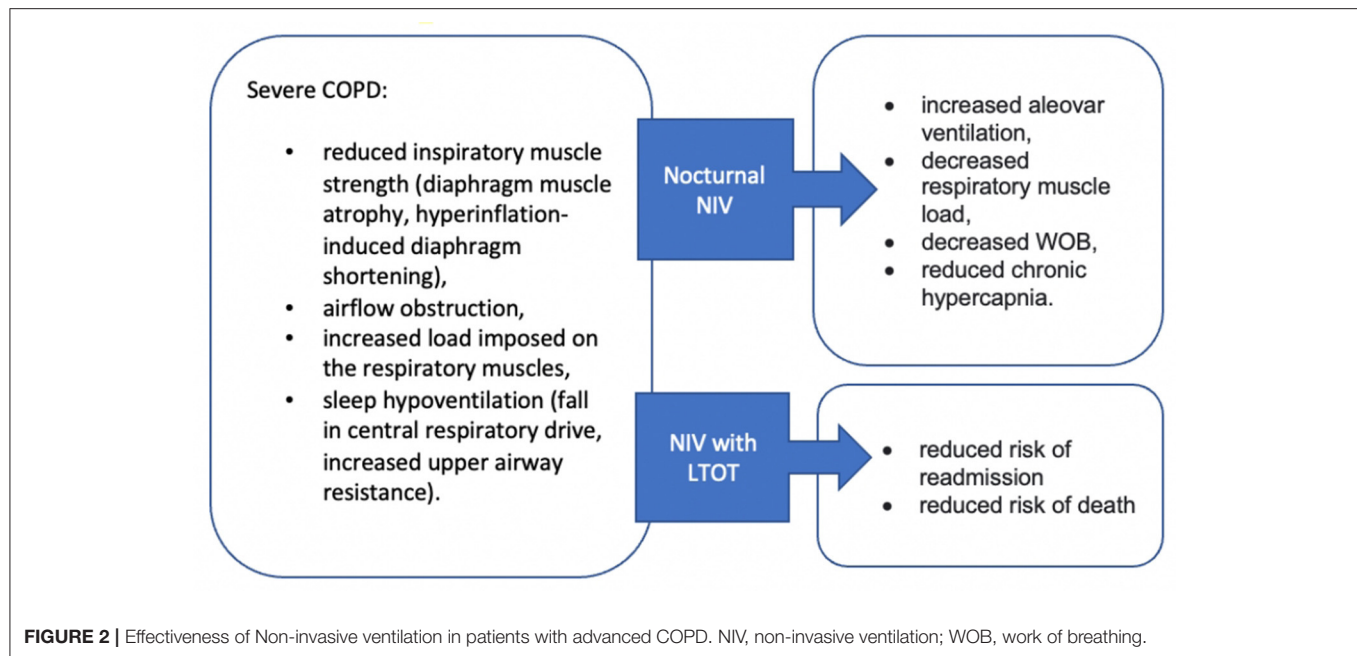 Severe COPD:
• reduced inspiratory muscle
strength (diaphragm muscle
atrophy, hyperinflation-
induced diaphragm
shortening),
• airflow obstruction,
• increased load imposed on
the respiratory muscles,
• sleep hypoventilation (fall
in central respiratory drive,
increased upper airway
resistance).
Nocturnal
NIV
• increased aleovar
ventilation,
• decreased
respiratory muscle
load,
• decreased WOB,
• reduced chronic
hypercapnia.
NIV with
LTOT
• reduced risk of
readmission
• reduced risk of death
FIGURE 2 | Effectiveness of Non-invasive ventilation in patients with advanced COPD. NIV, non-invasive ventilation; WOB, work of breathing.